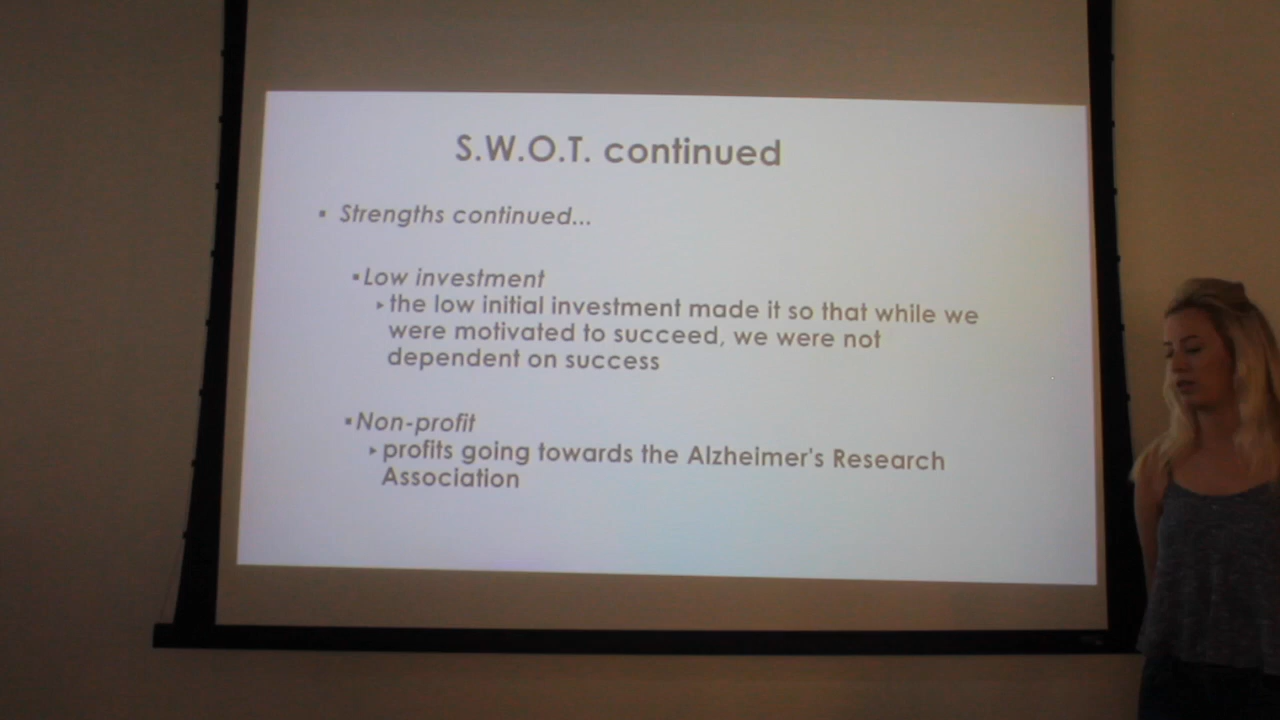 S.W.O.T. continued
▪ Strengths continued...
▪ Low investment
▸ the low initial investment made it so that while we
were motivated to succeed, we were not
dependent on success
▪ Non-profit
▸ profits going towards the Alzheimer's Research
Association